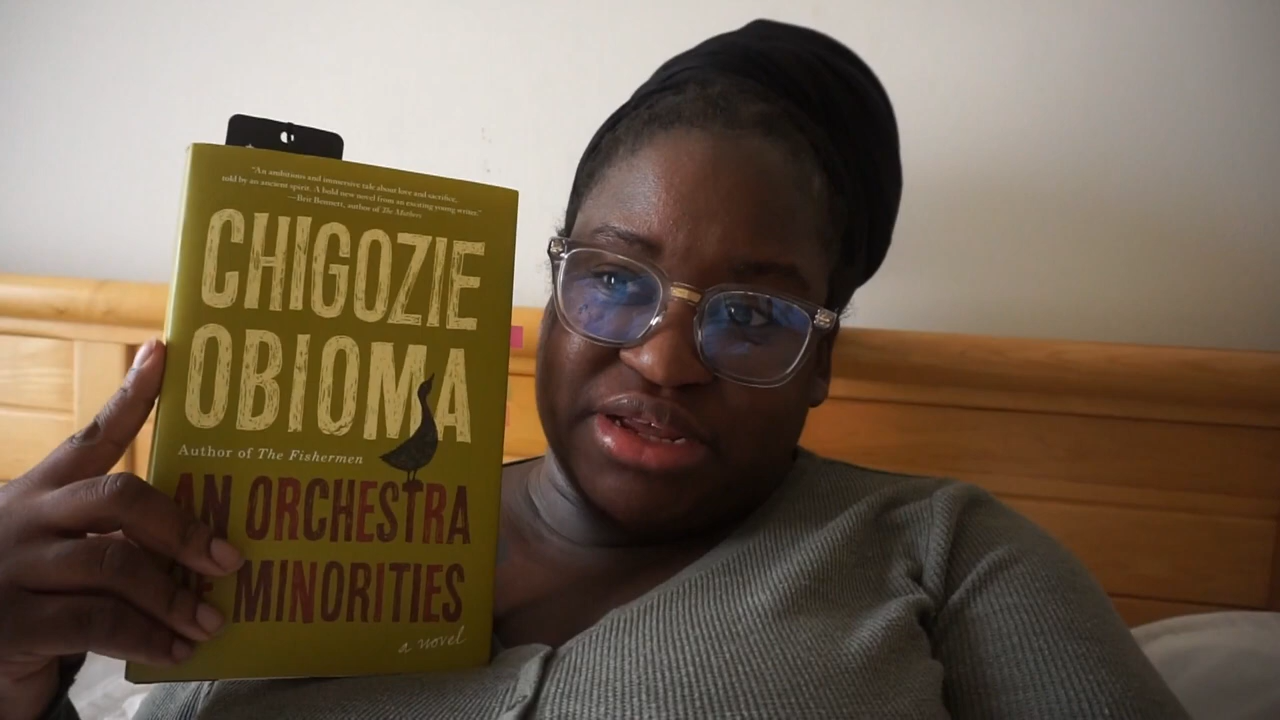 "An ambitious and immersive tale about love and sacrifice,
told by an ancient spirit. A bold new novel from an exciting young writer."
—Brit Bennett, author of The Mothers
CHIGOZIE
OBIOMA
Author of The Fishermen
AN ORCHESTRA
MINORITIES
a novel